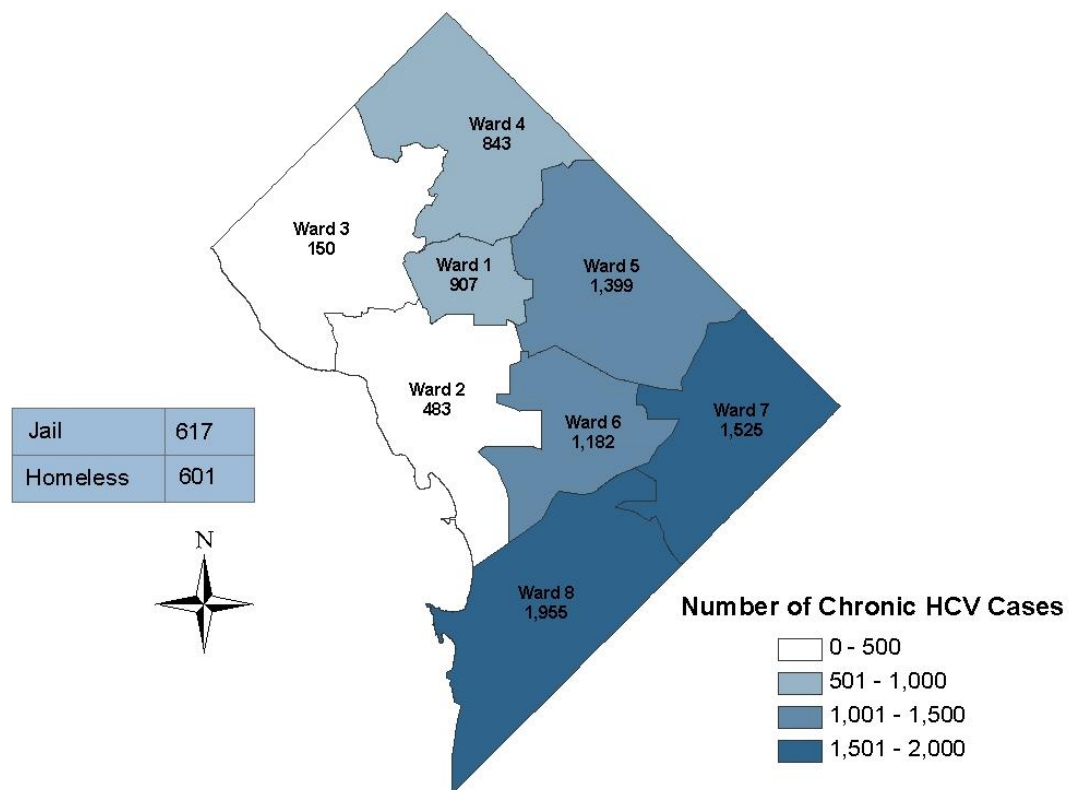 Ward 4
843
Ward 3
150
Ward 1
907
Ward 5
1,399
Ward 2
483
Ward 6
1,182
Ward 7
1,525
Jail 617
Homeless 601
N
Ward 8
1,955
Number of Chronic HCV Cases
0 - 500
501 - 1,000
1,001 - 1,500
1,501 - 2,000